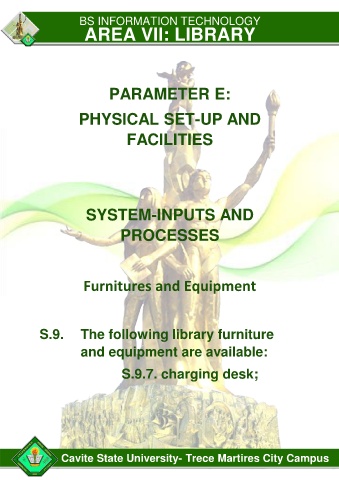 BS INFORMATION TECHNOLOGY
AREA VII: LIBRARY
PARAMETER E:
PHYSICAL SET-UP AND
FACILITIES
SYSTEM-INPUTS AND
PROCESSES
Furnitures and Equipment
S.9. The following library furniture
and equipment are available:
S.9.7. charging desk;
Cavite State University- Trece Martires City Campus